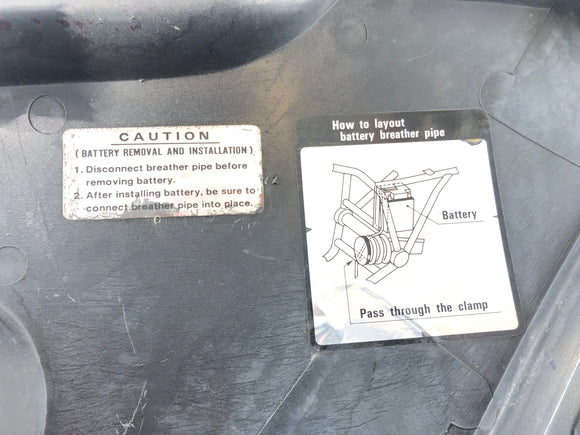 CAUTION
(BATTERY REMOVAL AND INSTALLATION)
1. Disconnect breather pipe before
removing battery.
2. After installing battery, be sure to
connect breather pipe into place.
How to layout
battery breather pipe
Battery
Pass through the clamp